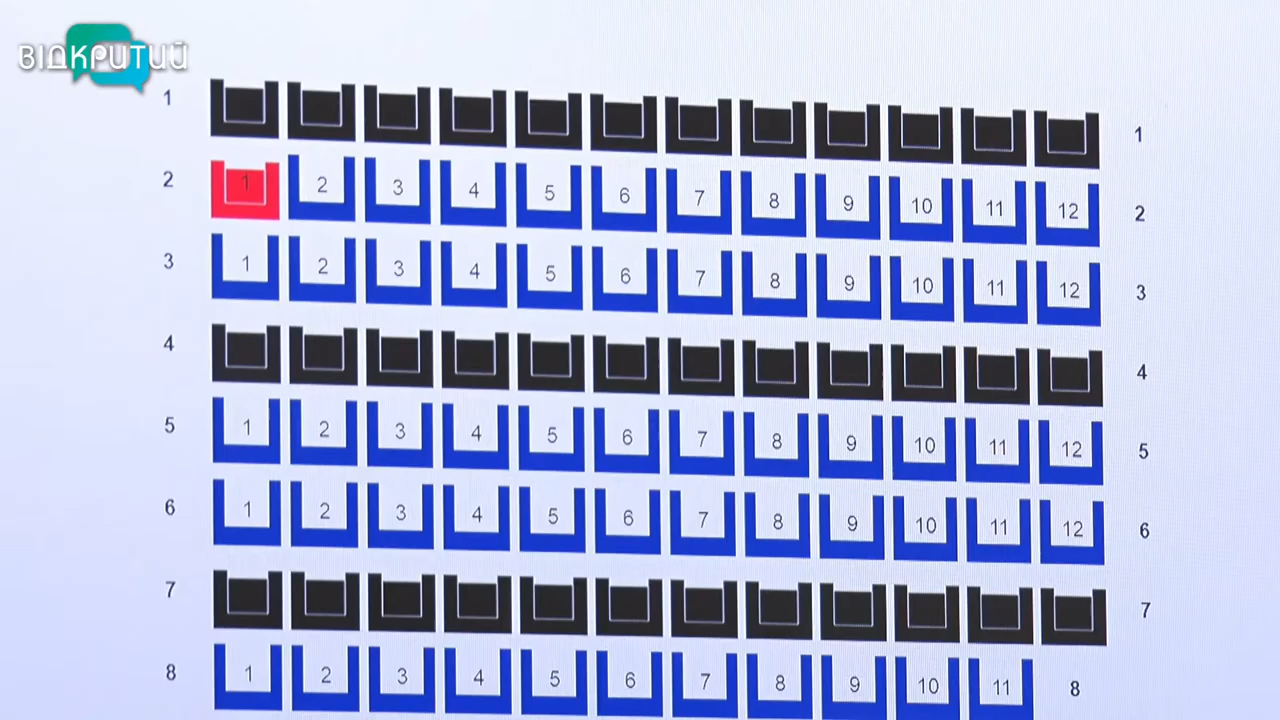 ВІДКРИТИЙ
1 1
2 1 2 3 4 5 6 7 8 9 10 11 12 2
3 1 2 3 4 5 6 7 8 9 10 11 12 3
4 4
5 1 2 3 4 5 6 7 8 9 10 11 12 5
6 1 2 3 4 5 6 7 8 9 10 11 12 6
7 7
8 1 2 3 4 5 6 7 8 9 10 11 8